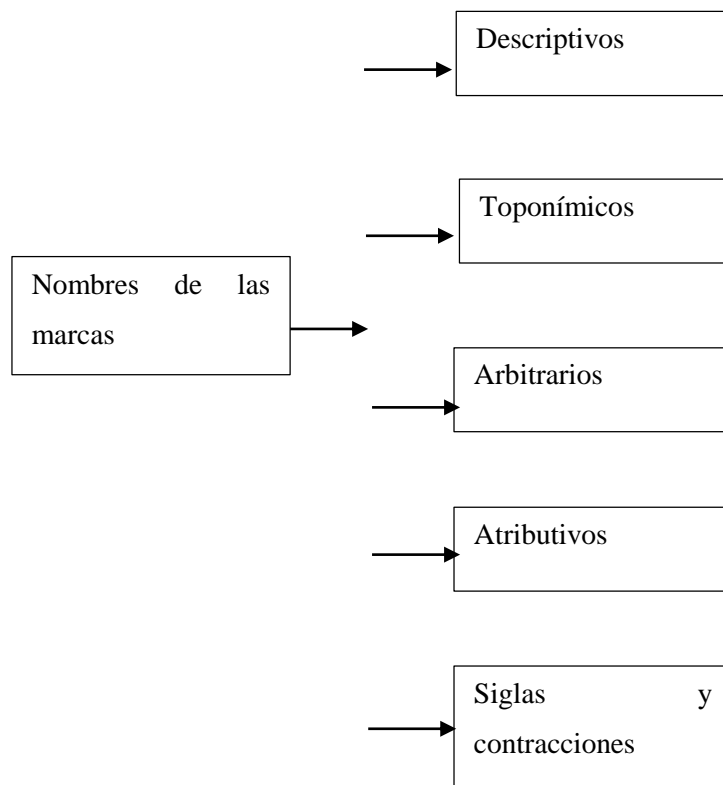 Descriptivos
Toponímicos
Nombres de las
marcas
Arbitrarios
Atributivos
Siglas y
contracciones